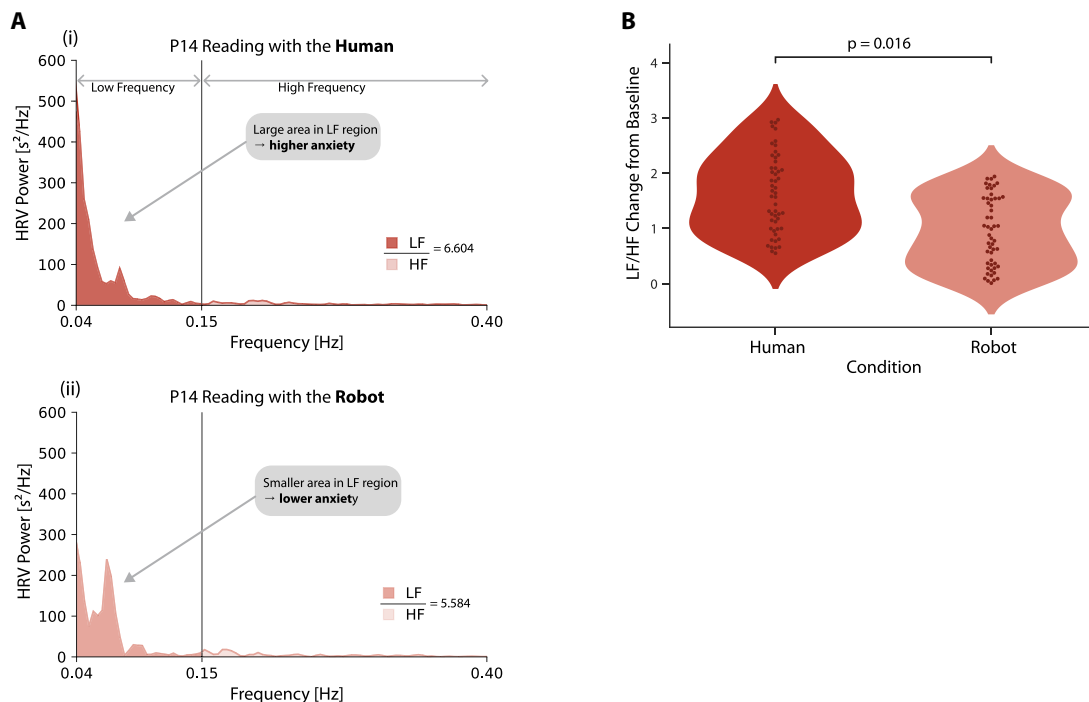 A
(i)
P14 Reading with the Human
600
500
400
300
200
100
0
HRV Power [s²/Hz]
Low Frequency
High Frequency
Large area in LF region
→ higher anxiety
LF
HF
= 6.604
0.04
0.15
0.40
Frequency [Hz]
(ii)
P14 Reading with the Robot
600
500
400
300
200
100
0
HRV Power [s²/Hz]
Smaller area in LF region
→ lower anxiety
LF
HF
= 5.584
0.04
0.15
0.40
Frequency [Hz]
B
p = 0.016
4
3
2
1
0
LF/HF Change from Baseline
Human
Robot
Condition